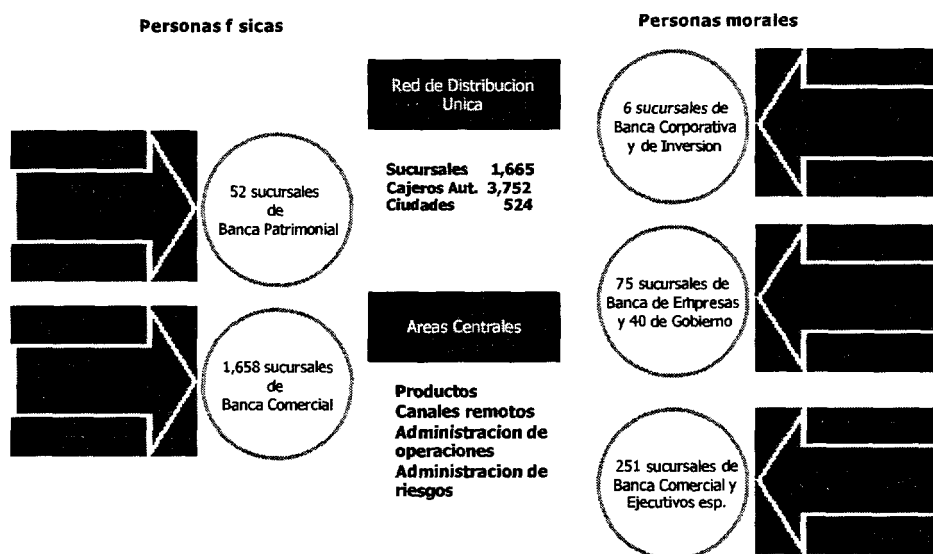 Personas f sicas
Personas morales
Red de Distribucion
Unica
Sucursales 1,665
Cajeros Aut. 3,752
Ciudades 524
52 sucursales
de
Banca Patrimonial
1,658 sucursales
de
Banca Comercial
Areas Centrales
Productos
Canales remotos
Administracion de
operaciones
Administracion de
riesgos
6 sucursales de
Banca Corporativa
y de Inversion
75 sucursales de
Banca de Empresas
y 40 de Gobierno
251 sucursales de
Banca Comercial y
Ejecutivos esp.